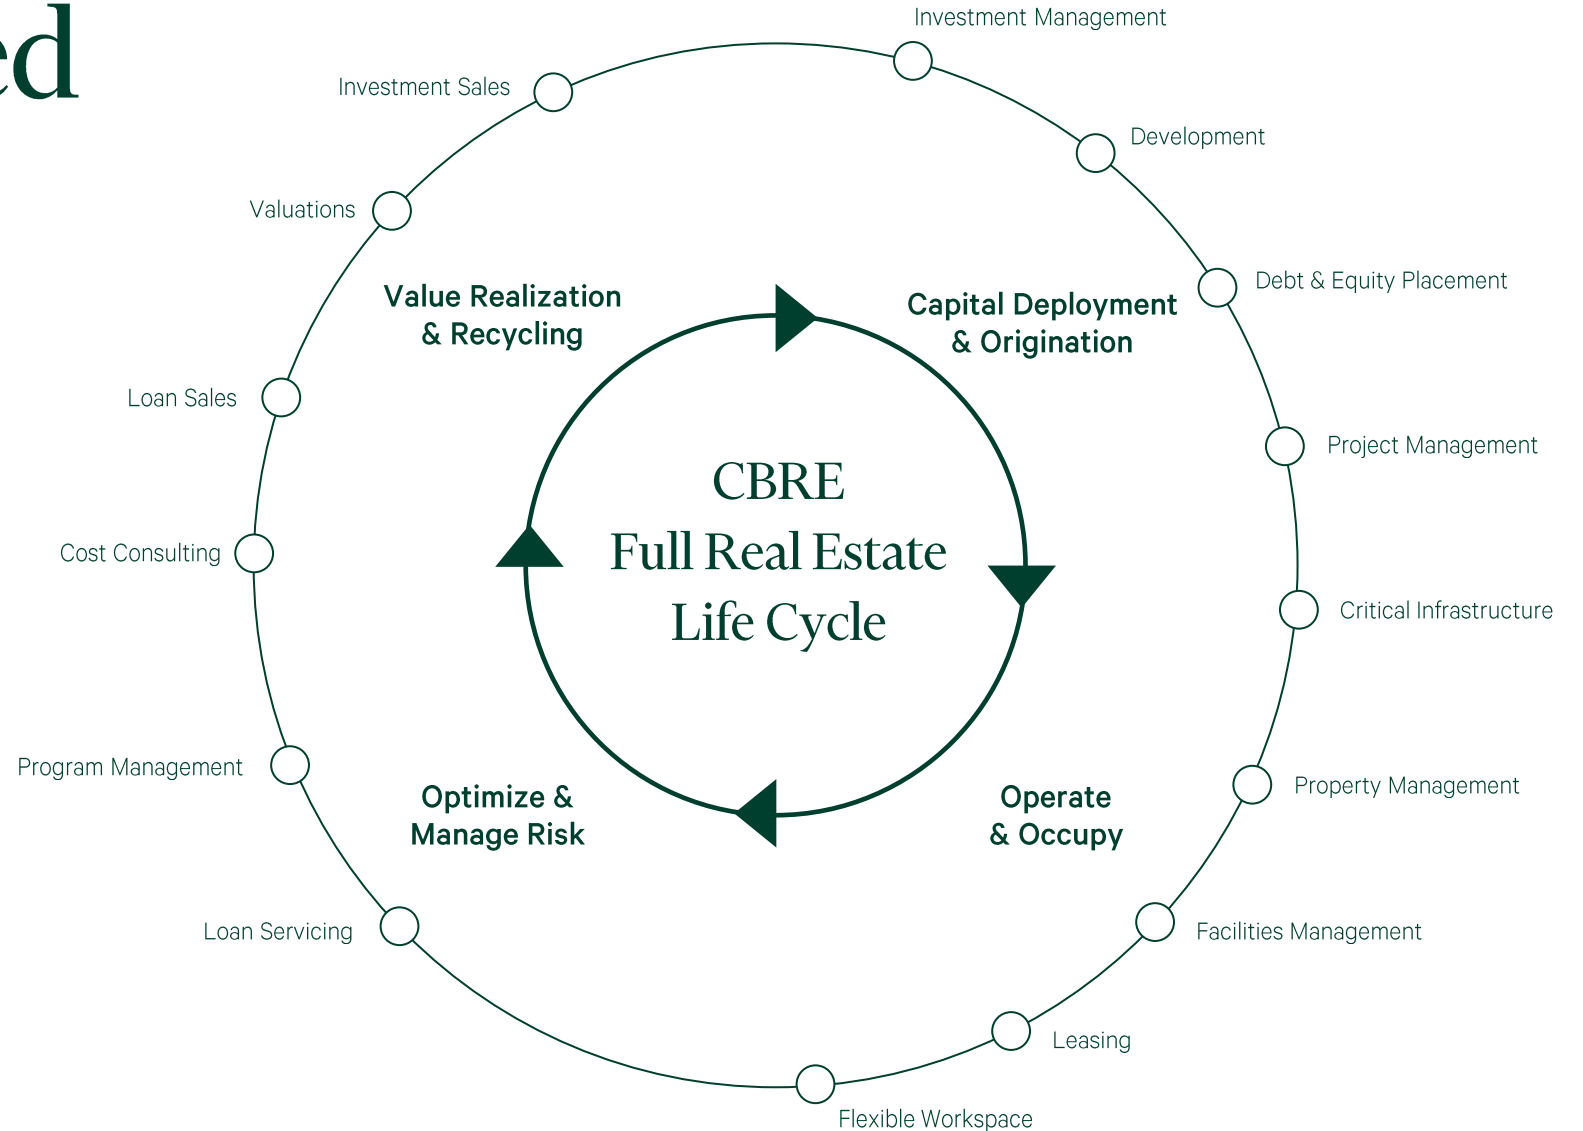 ed
Investment Management
Investment Sales
Development
Valuations
Debt & Equity Placement
Value Realization
& Recycling
Capital Deployment
& Origination
Loan Sales
Project Management
CBRE
Full Real Estate
Life Cycle
Cost Consulting
Critical Infrastructure
Program Management
Property Management
Optimize &
Manage Risk
Operate
& Occupy
Loan Servicing
Facilities Management
Leasing
Flexible Workspace